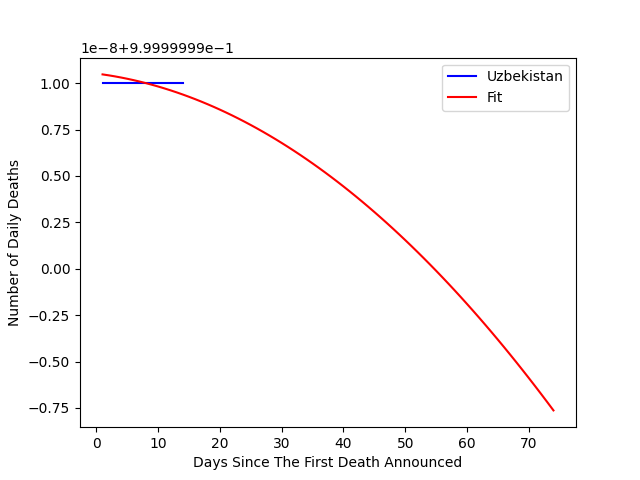 1e−8+9.9999999e−1
1.00
0.75
0.50
0.25
0.00
−0.25
−0.50
−0.75
0 10 20 30 40 50 60 70
Number of Daily Deaths
Days Since The First Death Announced
Uzbekistan
Fit